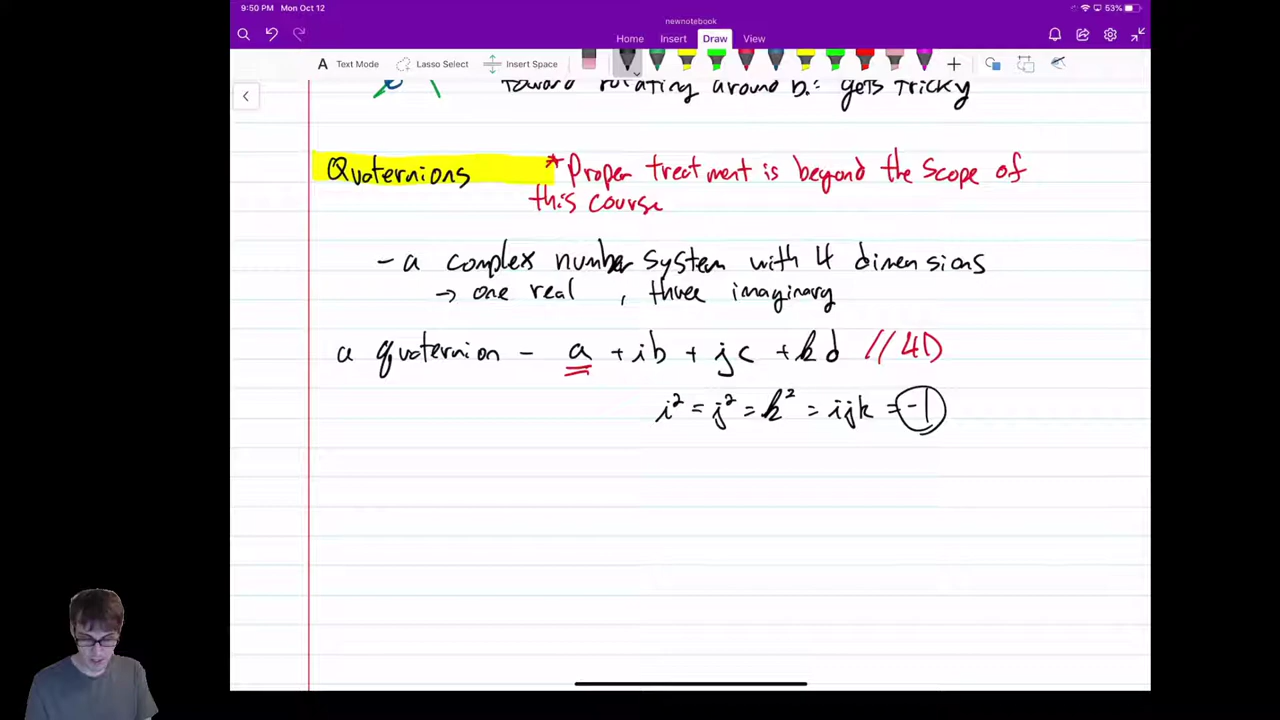 9:50 PM Mon Oct 12 53%
newnotebook
Home Insert Draw View
A Text Mode Lasso Select Insert Space
toward rotating around b: gets tricky
Quaternions *Proper treatment is beyond the scope of
this course
- a complex number system with 4 dimensions
→ one real , three imaginary
a quaternion - a + ib + jc + kd // 4D
i² = j² = k² = ijk = -1